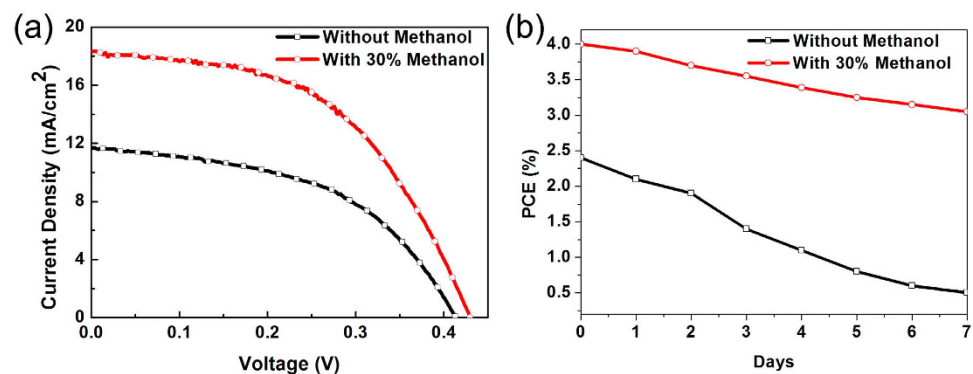 (a)
Without Methanol
With 30% Methanol
Current Density (mA/cm²)
20
16
12
8
4
0
0.0 0.1 0.2 0.3 0.4
Voltage (V)
(b)
Without Methanol
With 30% Methanol
PCE (%)
4.0
3.5
3.0
2.5
2.0
1.5
1.0
0.5
0 1 2 3 4 5 6 7
Days